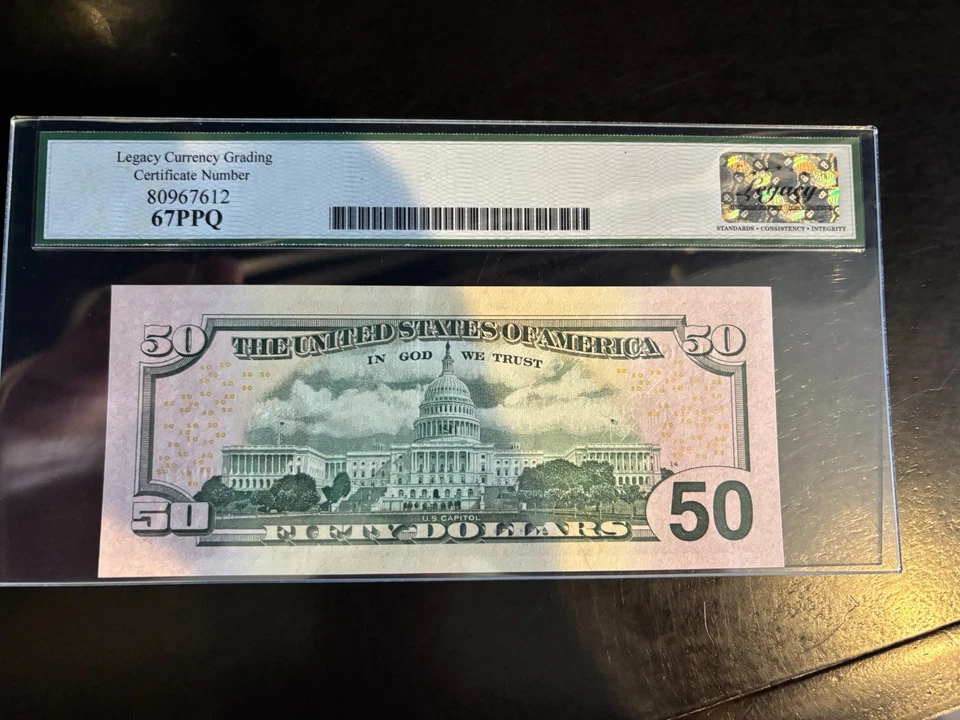 Legacy Currency Grading
Certificate Number
80967612
67PPQ
Legacy
STANDARDS • CONSISTENCY • INTEGRITY
50
THE UNITED STATES OF AMERICA
50
IN GOD WE TRUST
14
50
U.S. CAPITOL
FIFTY DOLLARS
50